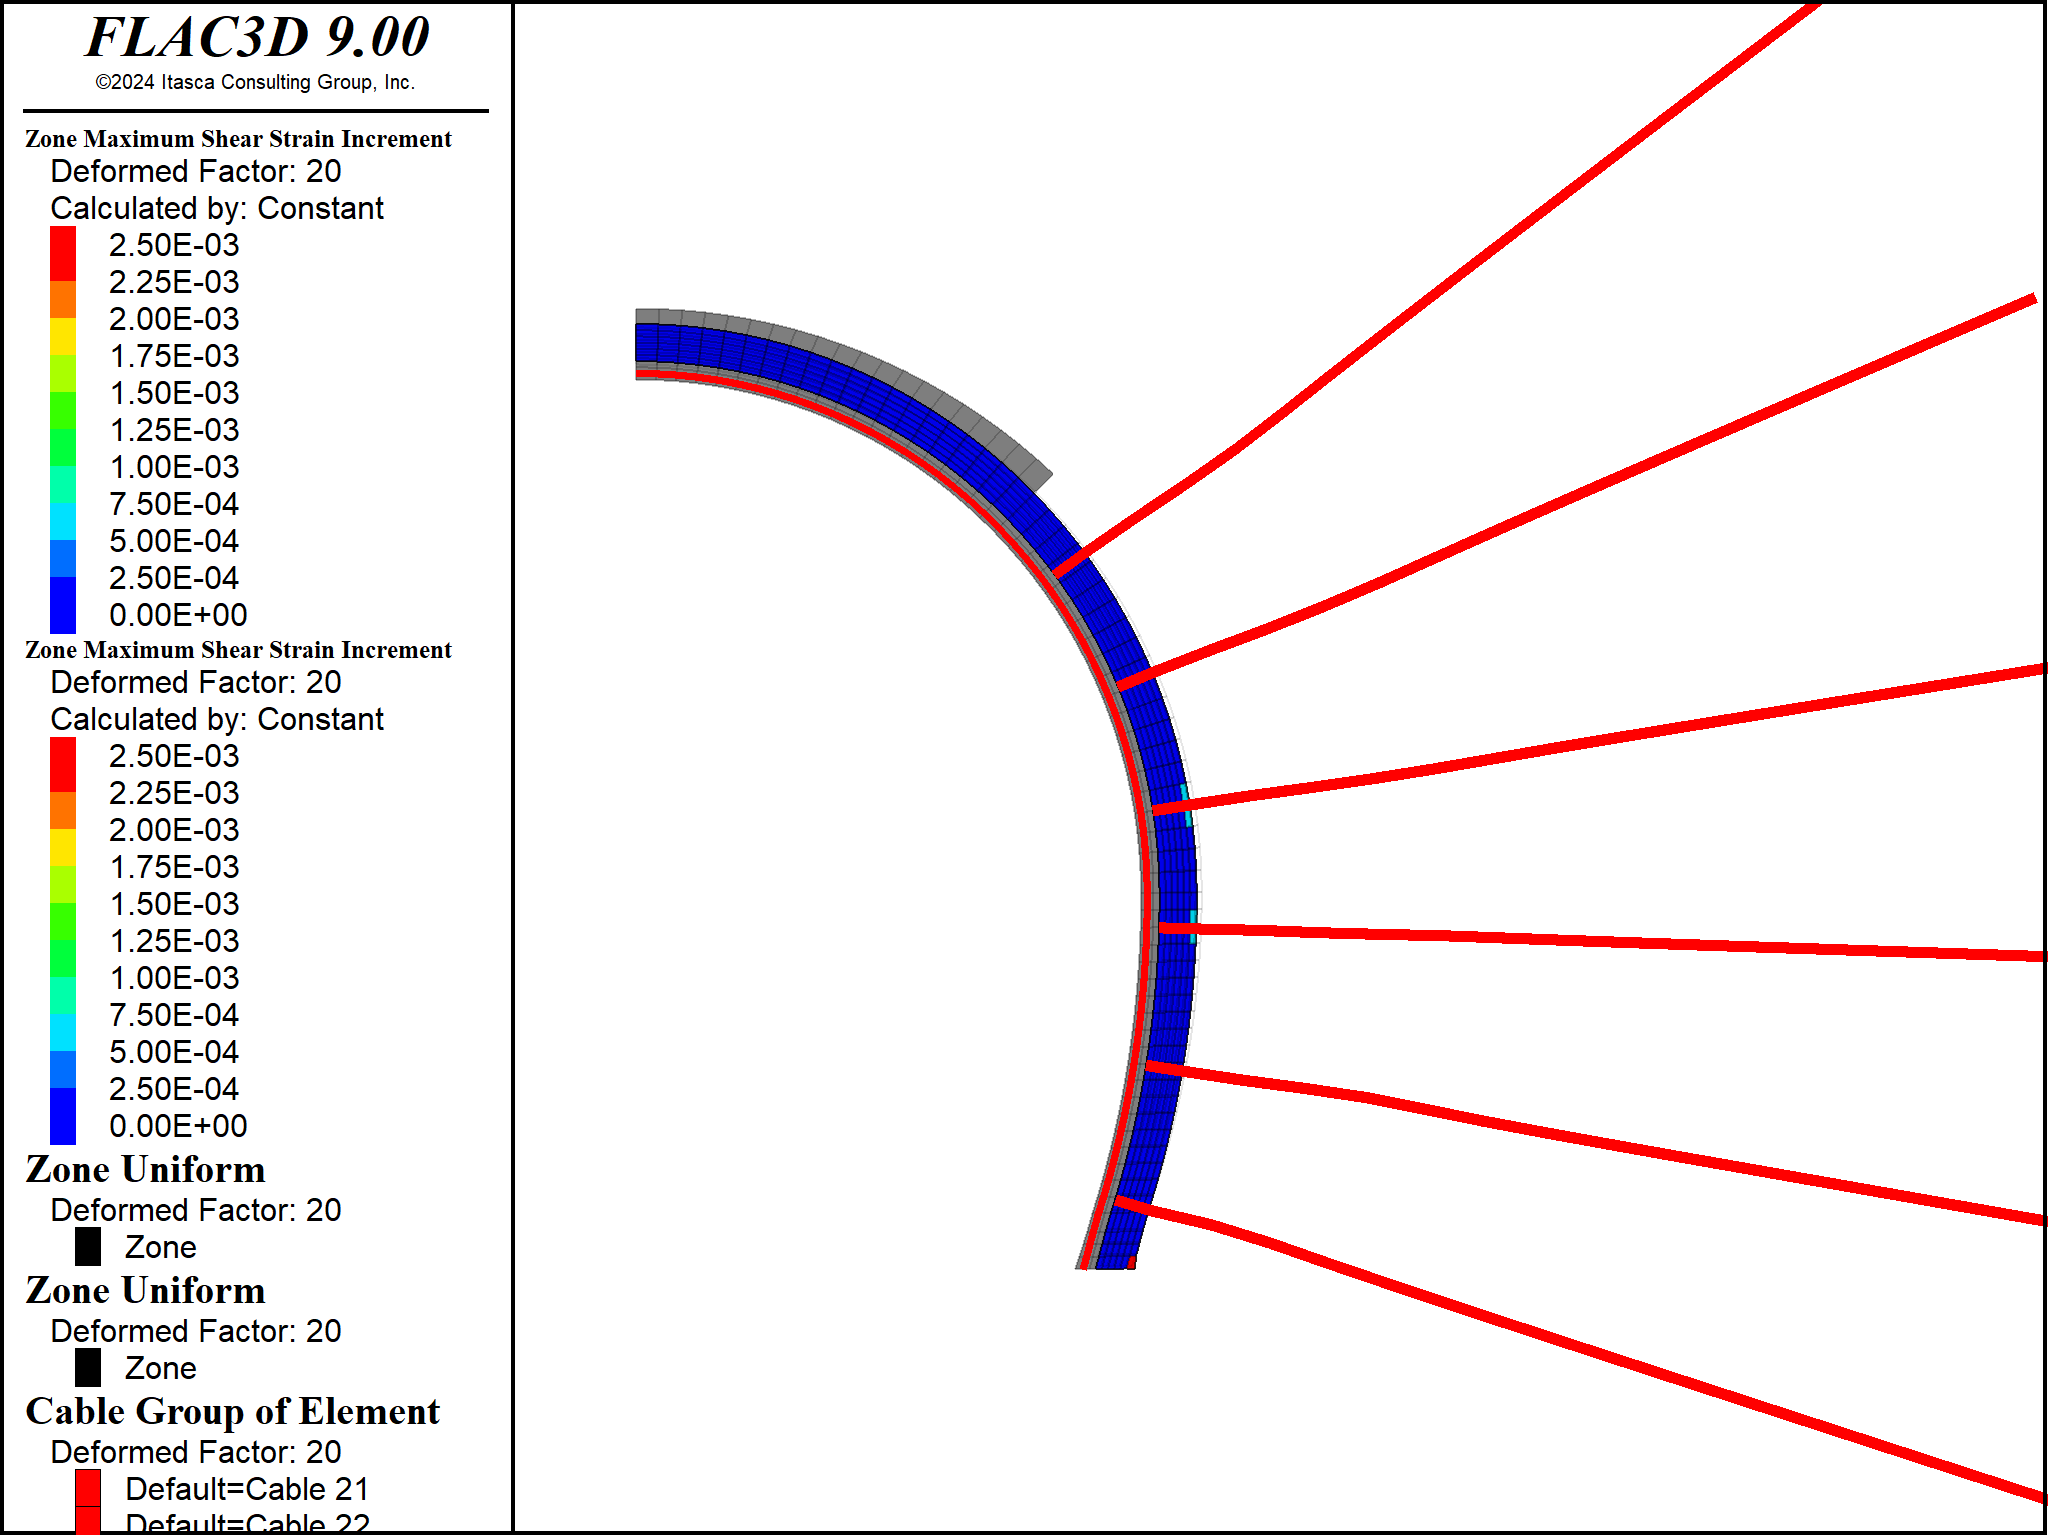 FLAC3D 9.00
©2024 Itasca Consulting Group, Inc.
Zone Maximum Shear Strain Increment
Deformed Factor: 20
Calculated by: Constant
2.50E-03
2.25E-03
2.00E-03
1.75E-03
1.50E-03
1.25E-03
1.00E-03
7.50E-04
5.00E-04
2.50E-04
0.00E+00
Zone Maximum Shear Strain Increment
Deformed Factor: 20
Calculated by: Constant
2.50E-03
2.25E-03
2.00E-03
1.75E-03
1.50E-03
1.25E-03
1.00E-03
7.50E-04
5.00E-04
2.50E-04
0.00E+00
Zone Uniform
Deformed Factor: 20
Zone
Zone Uniform
Deformed Factor: 20
Zone
Cable Group of Element
Deformed Factor: 20
Default=Cable 21
Default=Cable 22